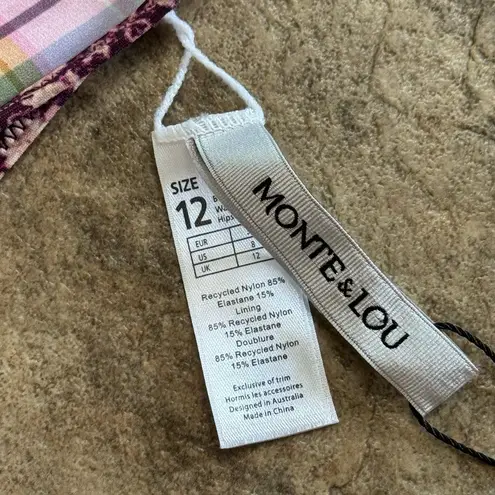 SIZE
12
Hips
EUR
US 8
UK 12
Recycled Nylon 85%
Elastane 15%
Lining
85% Recycled Nylon
15% Elastane
Doublure
85% Recycled Nylon
15% Elastane
Exclusive of trim
Hormis les accessoires
Designed in Australia
Made in China
MONTE&LOU